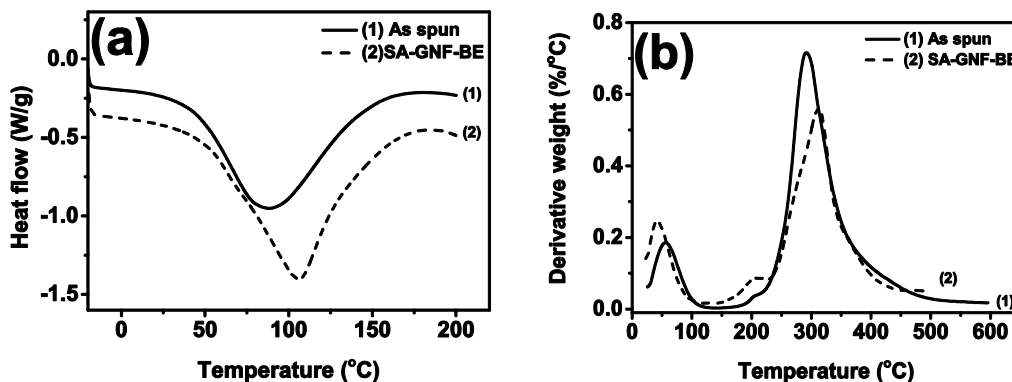 (a)
(1) As spun
(2)SA-GNF-BE
Heat flow (W/g)
0.0
-0.5
-1.0
-1.5
(1)
(2)
0 50 100 150 200
Temperature (°C)
(b)
(1) As spun
(2) SA-GNF-BE
Derivative weight (%/°C)
0.8
0.6
0.4
0.2
0.0
(2)
(1)
0 100 200 300 400 500 600
Temperature (°C)